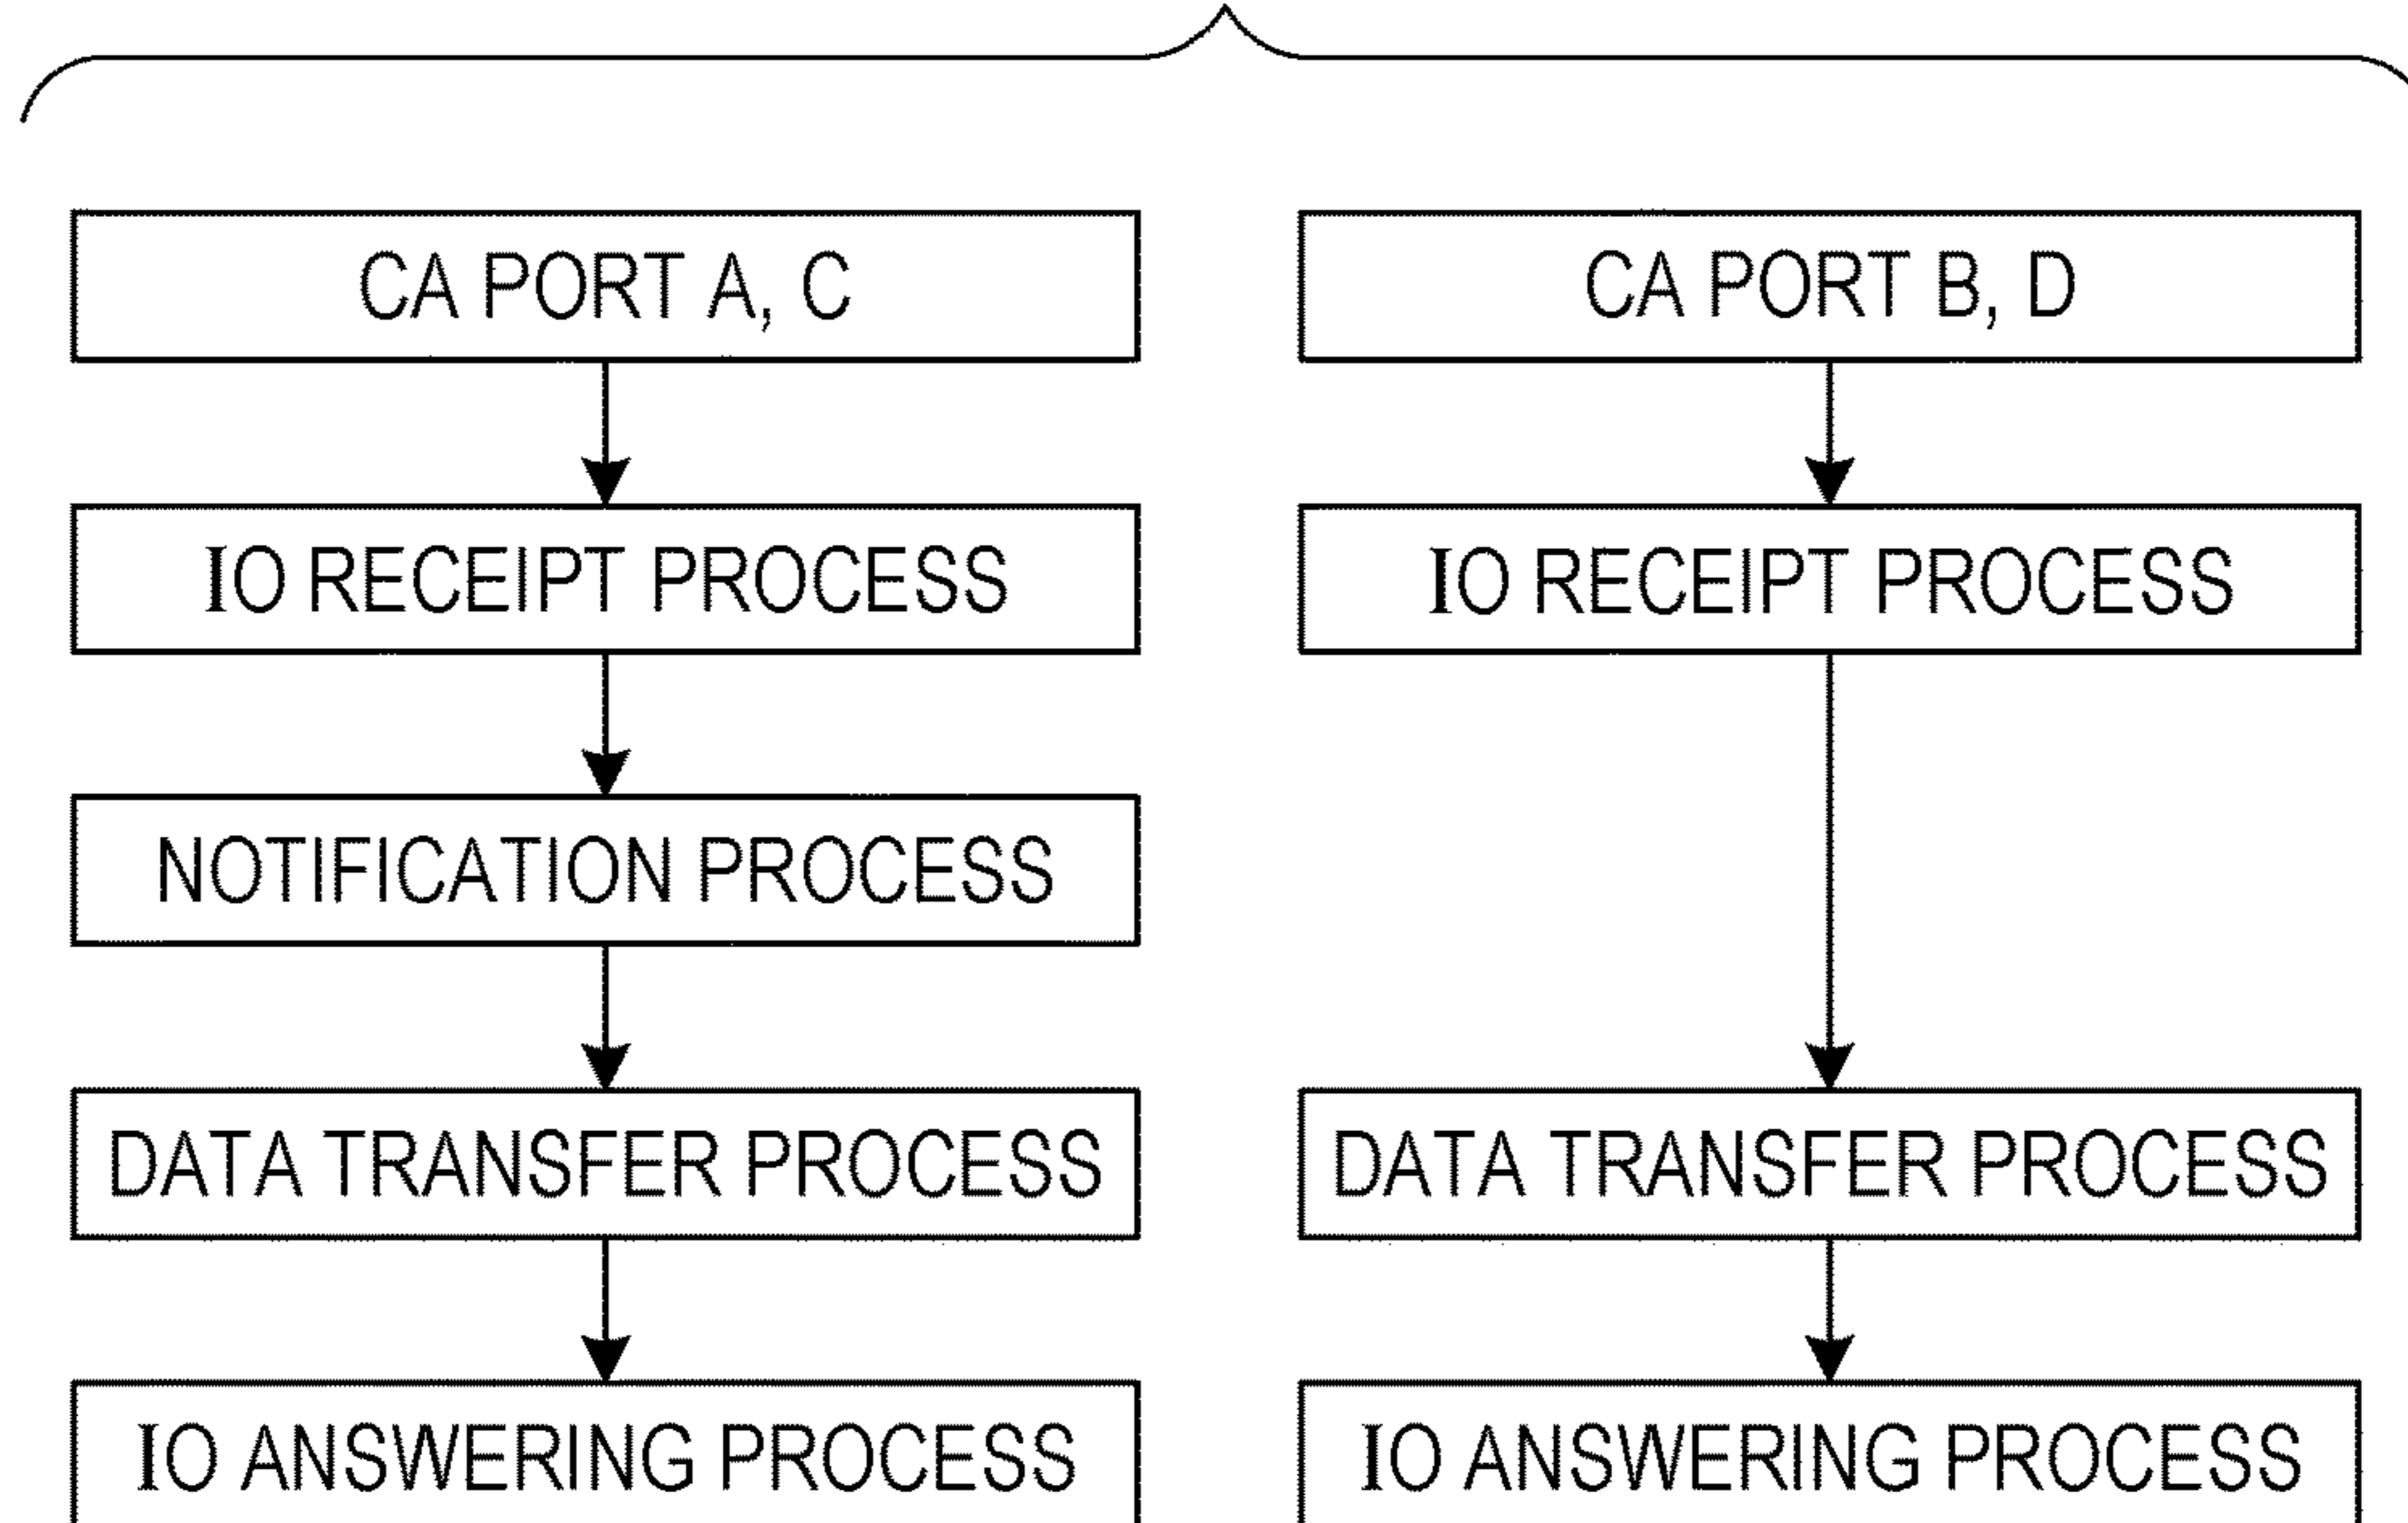 CA PORT A, C
IO RECEIPT PROCESS
NOTIFICATION PROCESS
DATA TRANSFER PROCESS
IO ANSWERING PROCESS
CA PORT B, D
IO RECEIPT PROCESS
DATA TRANSFER PROCESS
IO ANSWERING PROCESS